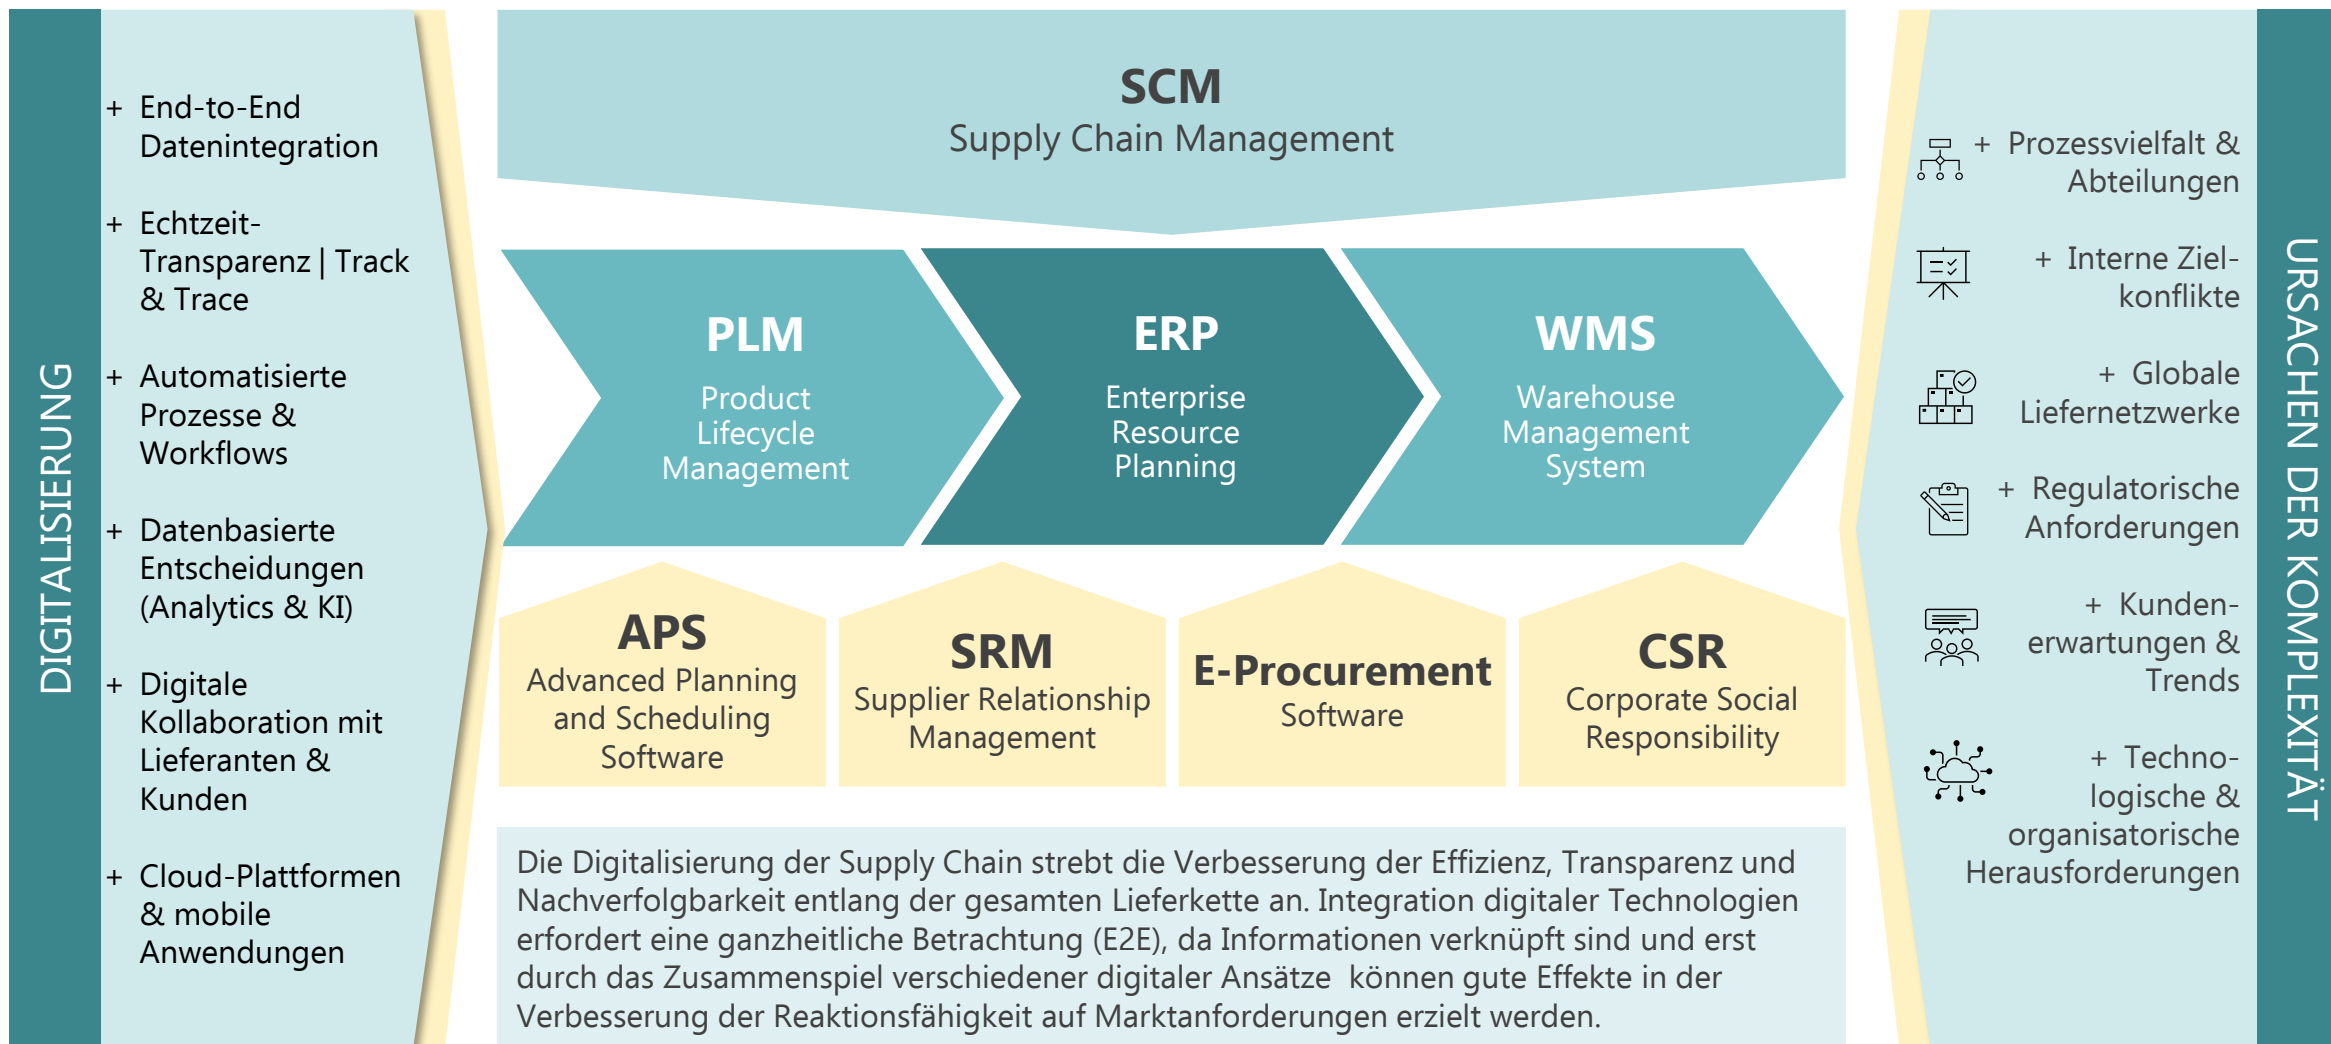 DIGITALISIERUNG
+ End-to-End
Datenintegration
+ Echtzeit-
Transparenz | Track
& Trace
+ Automatisierte
Prozesse &
Workflows
+ Datenbasierte
Entscheidungen
(Analytics & KI)
+ Digitale
Kollaboration mit
Lieferanten &
Kunden
+ Cloud-Plattformen
& mobile
Anwendungen
SCM
Supply Chain Management
PLM
Product
Lifecycle
Management
ERP
Enterprise
Resource
Planning
WMS
Warehouse
Management
System
APS
Advanced Planning
and Scheduling
Software
SRM
Supplier Relationship
Management
E-Procurement
Software
CSR
Corporate Social
Responsibility
Die Digitalisierung der Supply Chain strebt die Verbesserung der Effizienz, Transparenz und
Nachverfolgbarkeit entlang der gesamten Lieferkette an. Integration digitaler Technologien
erfordert eine ganzheitliche Betrachtung (E2E), da Informationen verknüpft sind und erst
durch das Zusammenspiel verschiedener digitaler Ansätze  können gute Effekte in der
Verbesserung der Reaktionsfähigkeit auf Marktanforderungen erzielt werden.
+ Prozessvielfalt &
Abteilungen
+ Interne Ziel-
konflikte
+ Globale
Liefernetzwerke
+ Regulatorische
Anforderungen
+ Kunden-
erwartungen &
Trends
+ Techno-
logische &
organisatorische
Herausforderungen
URSACHEN DER KOMPLEXITÄT